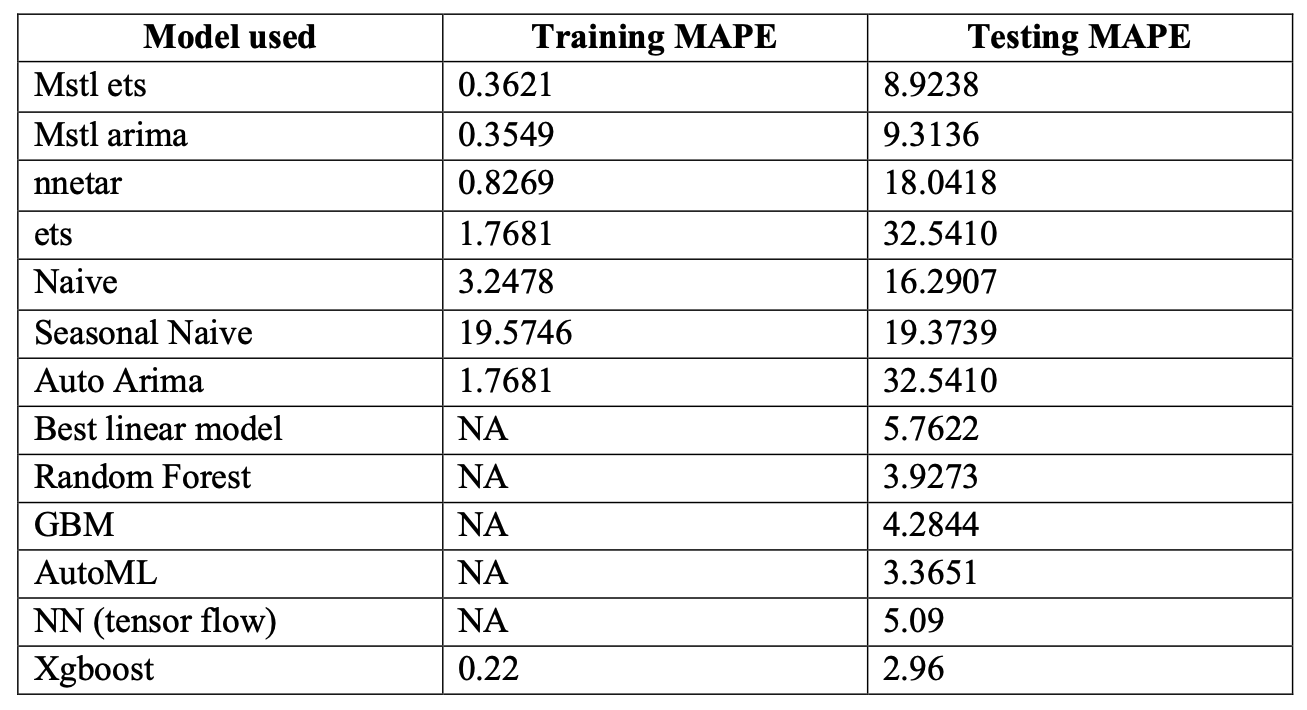 Model used Training MAPE Testing MAPE
Mstl ets 0.3621 8.9238
Mstl arima 0.3549 9.3136
nnetar 0.8269 18.0418
ets 1.7681 32.5410
Naive 3.2478 16.2907
Seasonal Naive 19.5746 19.3739
Auto Arima 1.7681 32.5410
Best linear model NA 5.7622
Random Forest NA 3.9273
GBM NA 4.2844
AutoML NA 3.3651
NN (tensor flow) NA 5.09
Xgboost 0.22 2.96